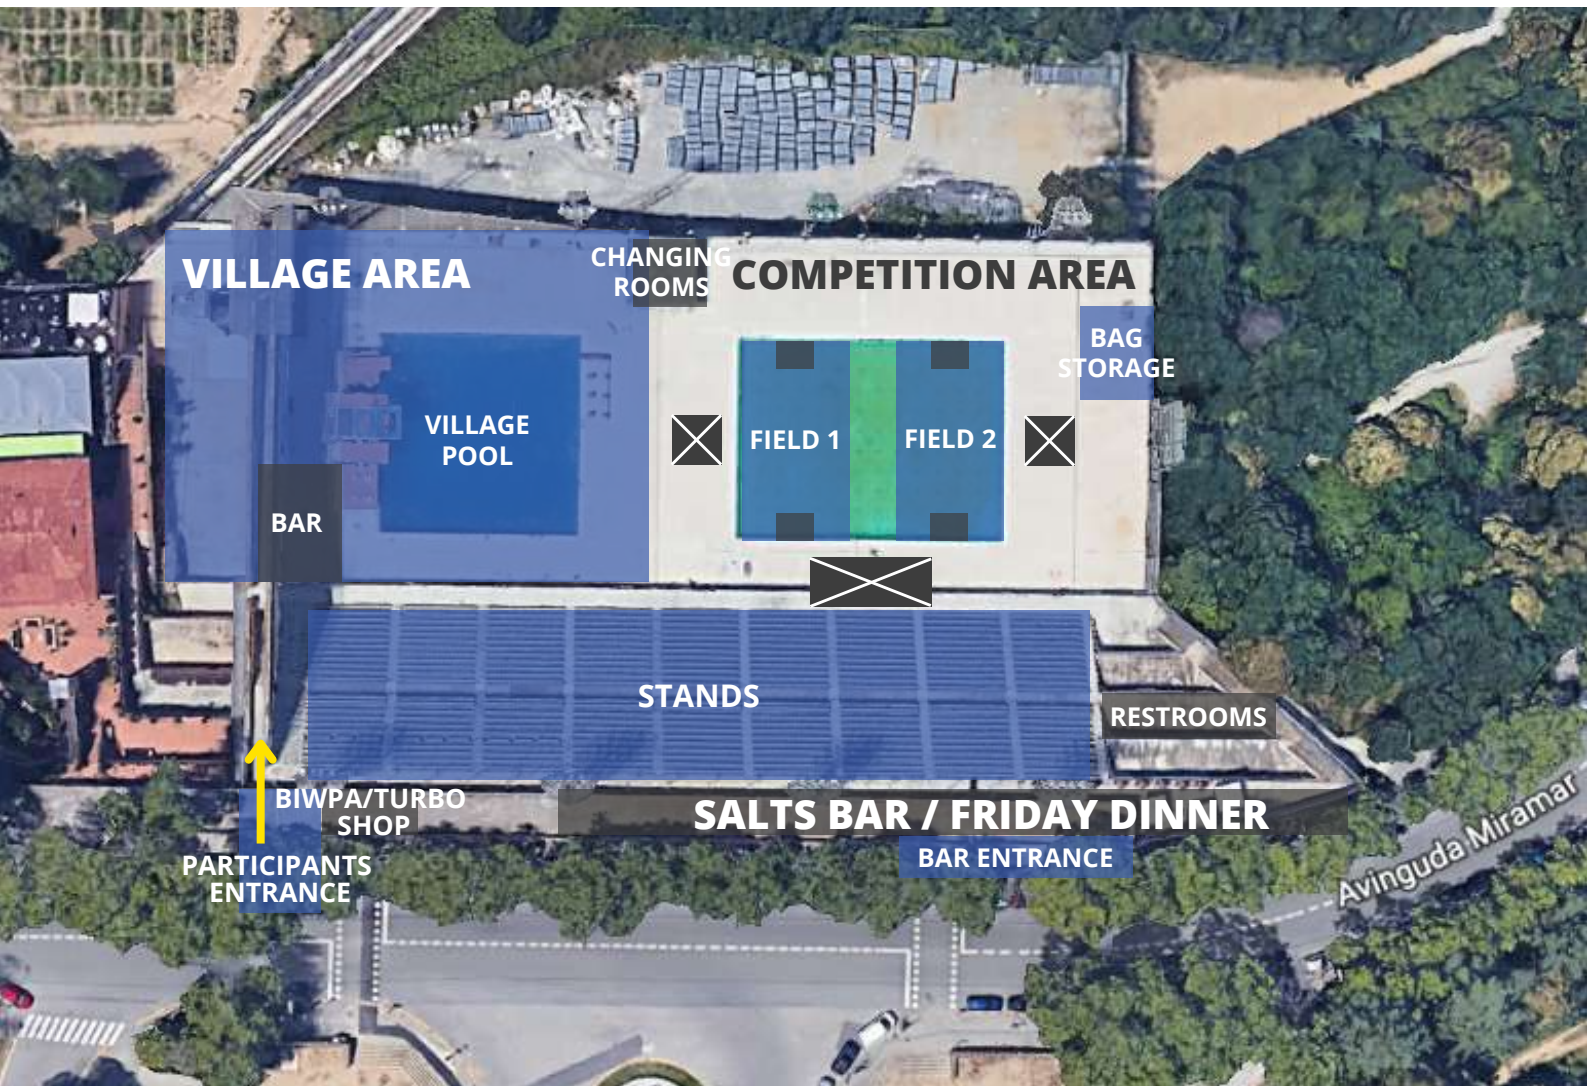 VILLAGE AREA
CHANGING
ROOMS
COMPETITION AREA
BAG
STORAGE
VILLAGE
POOL
FIELD 1
FIELD 2
BAR
STANDS
RESTROOMS
BIWPA/TURBO
SHOP
SALTS BAR / FRIDAY DINNER
PARTICIPANTS
ENTRANCE
BAR ENTRANCE
Avinguda Miramar